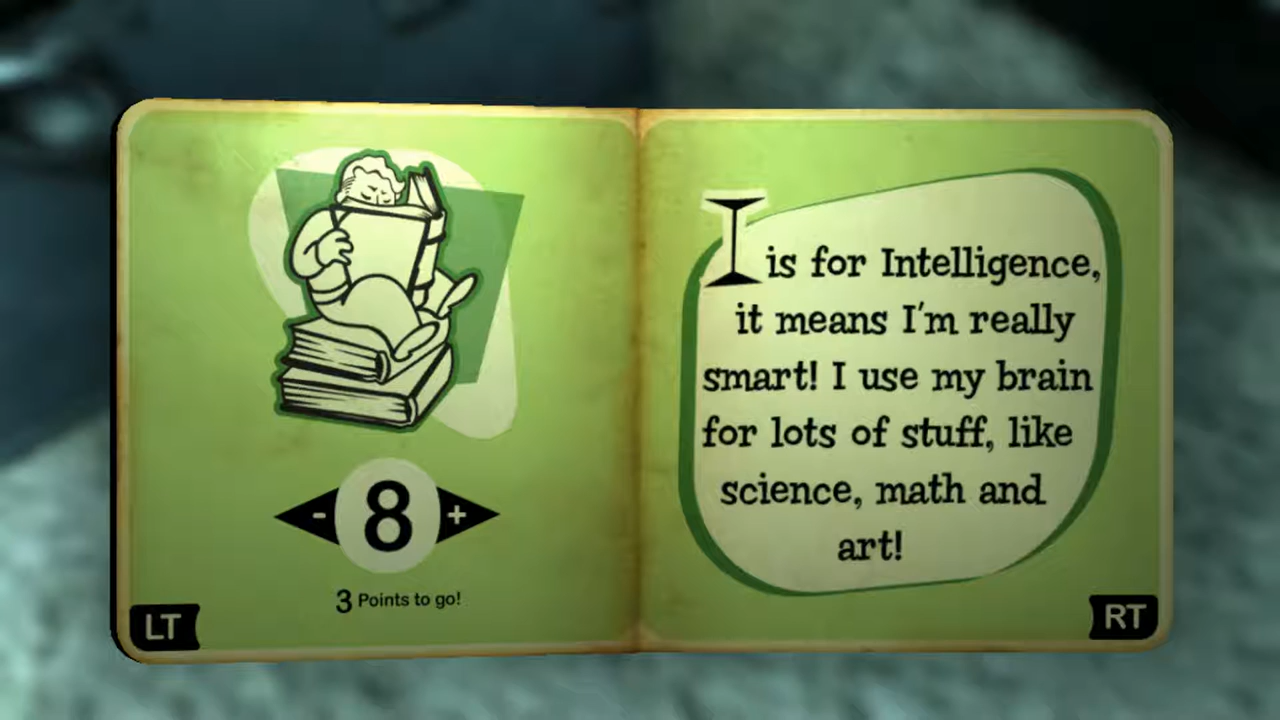 - 8 +
3 Points to go!
LT
I is for Intelligence,
it means I'm really
smart! I use my brain
for lots of stuff, like
science, math and
art!
RT